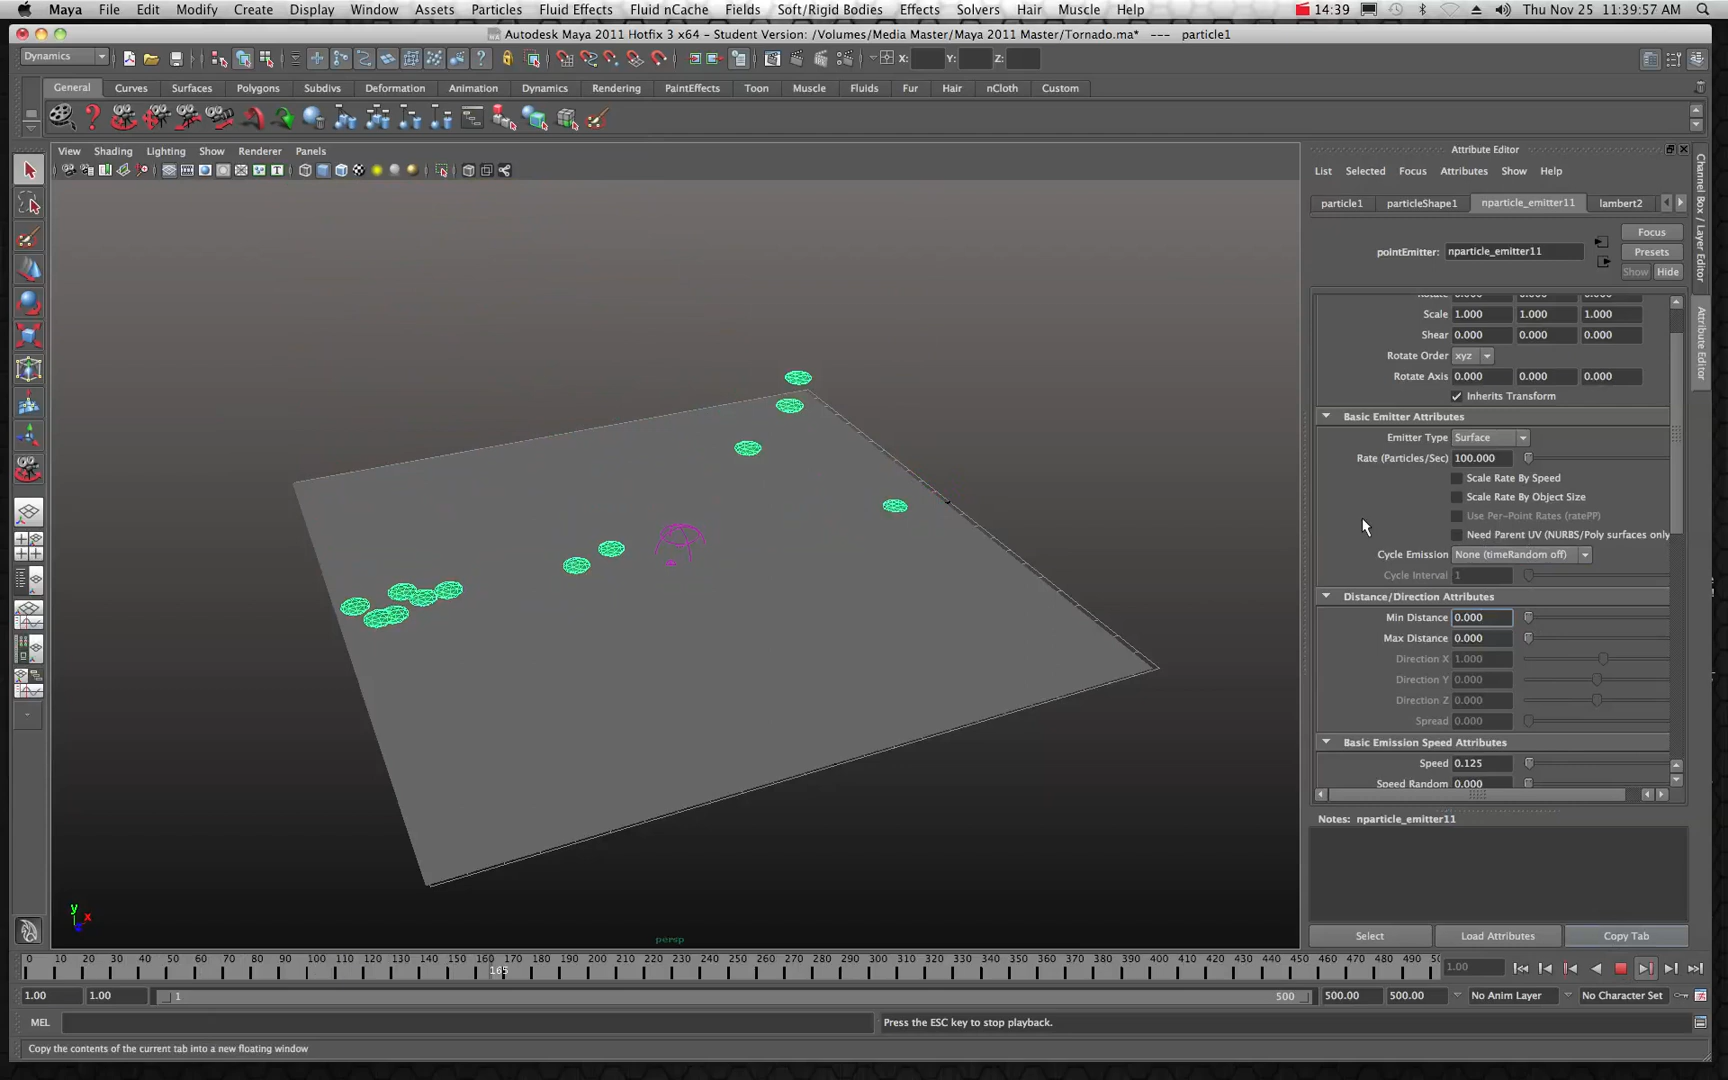 Maya File Edit Modify Create Display Window Assets Particles Fluid Effects Fluid nCache Fields Soft/Rigid Bodies Effects Solvers Hair Muscle Help 14:39 Thu Nov 25 11:39:57 AM
Autodesk Maya 2011 Hotfix 3 x64 - Student Version: /Volumes/Media Master/Maya 2011 Master/Tornado.ma* --- particle1
Dynamics X: Y: Z:
General Curves Surfaces Polygons Subdivs Deformation Animation Dynamics Rendering PaintEffects Toon Muscle Fluids Fur Hair nCloth Custom
View Shading Lighting Show Renderer Panels
Attribute Editor
List Selected Focus Attributes Show Help
particle1 particleShape1 nparticle_emitter11 lambert2
Focus
pointEmitter: nparticle_emitter11 Presets
Show Hide
Rotate 0.000 0.000 0.000
Scale 1.000 1.000 1.000
Shear 0.000 0.000 0.000
Rotate Order xyz
Rotate Axis 0.000 0.000 0.000
Inherits Transform
Basic Emitter Attributes
Emitter Type Surface
Rate (Particles/Sec) 100.000
Scale Rate By Speed
Scale Rate By Object Size
Use Per-Point Rates (ratePP)
Need Parent UV (NURBS/Poly surfaces only
Cycle Emission None (timeRandom off)
Cycle Interval 1
Distance/Direction Attributes
Min Distance 0.000
Max Distance 0.000
Direction X 1.000
Direction Y 0.000
Direction Z 0.000
Spread 0.000
Basic Emission Speed Attributes
Speed 0.125
Speed Random 0.000
Notes: nparticle_emitter11
Select Load Attributes Copy Tab
Channel Box / Layer Editor
Attribute Editor
y
x
persp
0 10 20 30 40 50 60 70 80 90 100 110 120 130 140 150 160 170 180 190 200 210 220 230 240 250 260 270 280 290 300 310 320 330 340 350 360 370 380 390 400 410 420 430 440 450 460 470 480 490 50
165
1.00
1.00 1.00 1 500 500.00 500.00 No Anim Layer No Character Set
MEL Press the ESC key to stop playback.
Copy the contents of the current tab into a new floating window